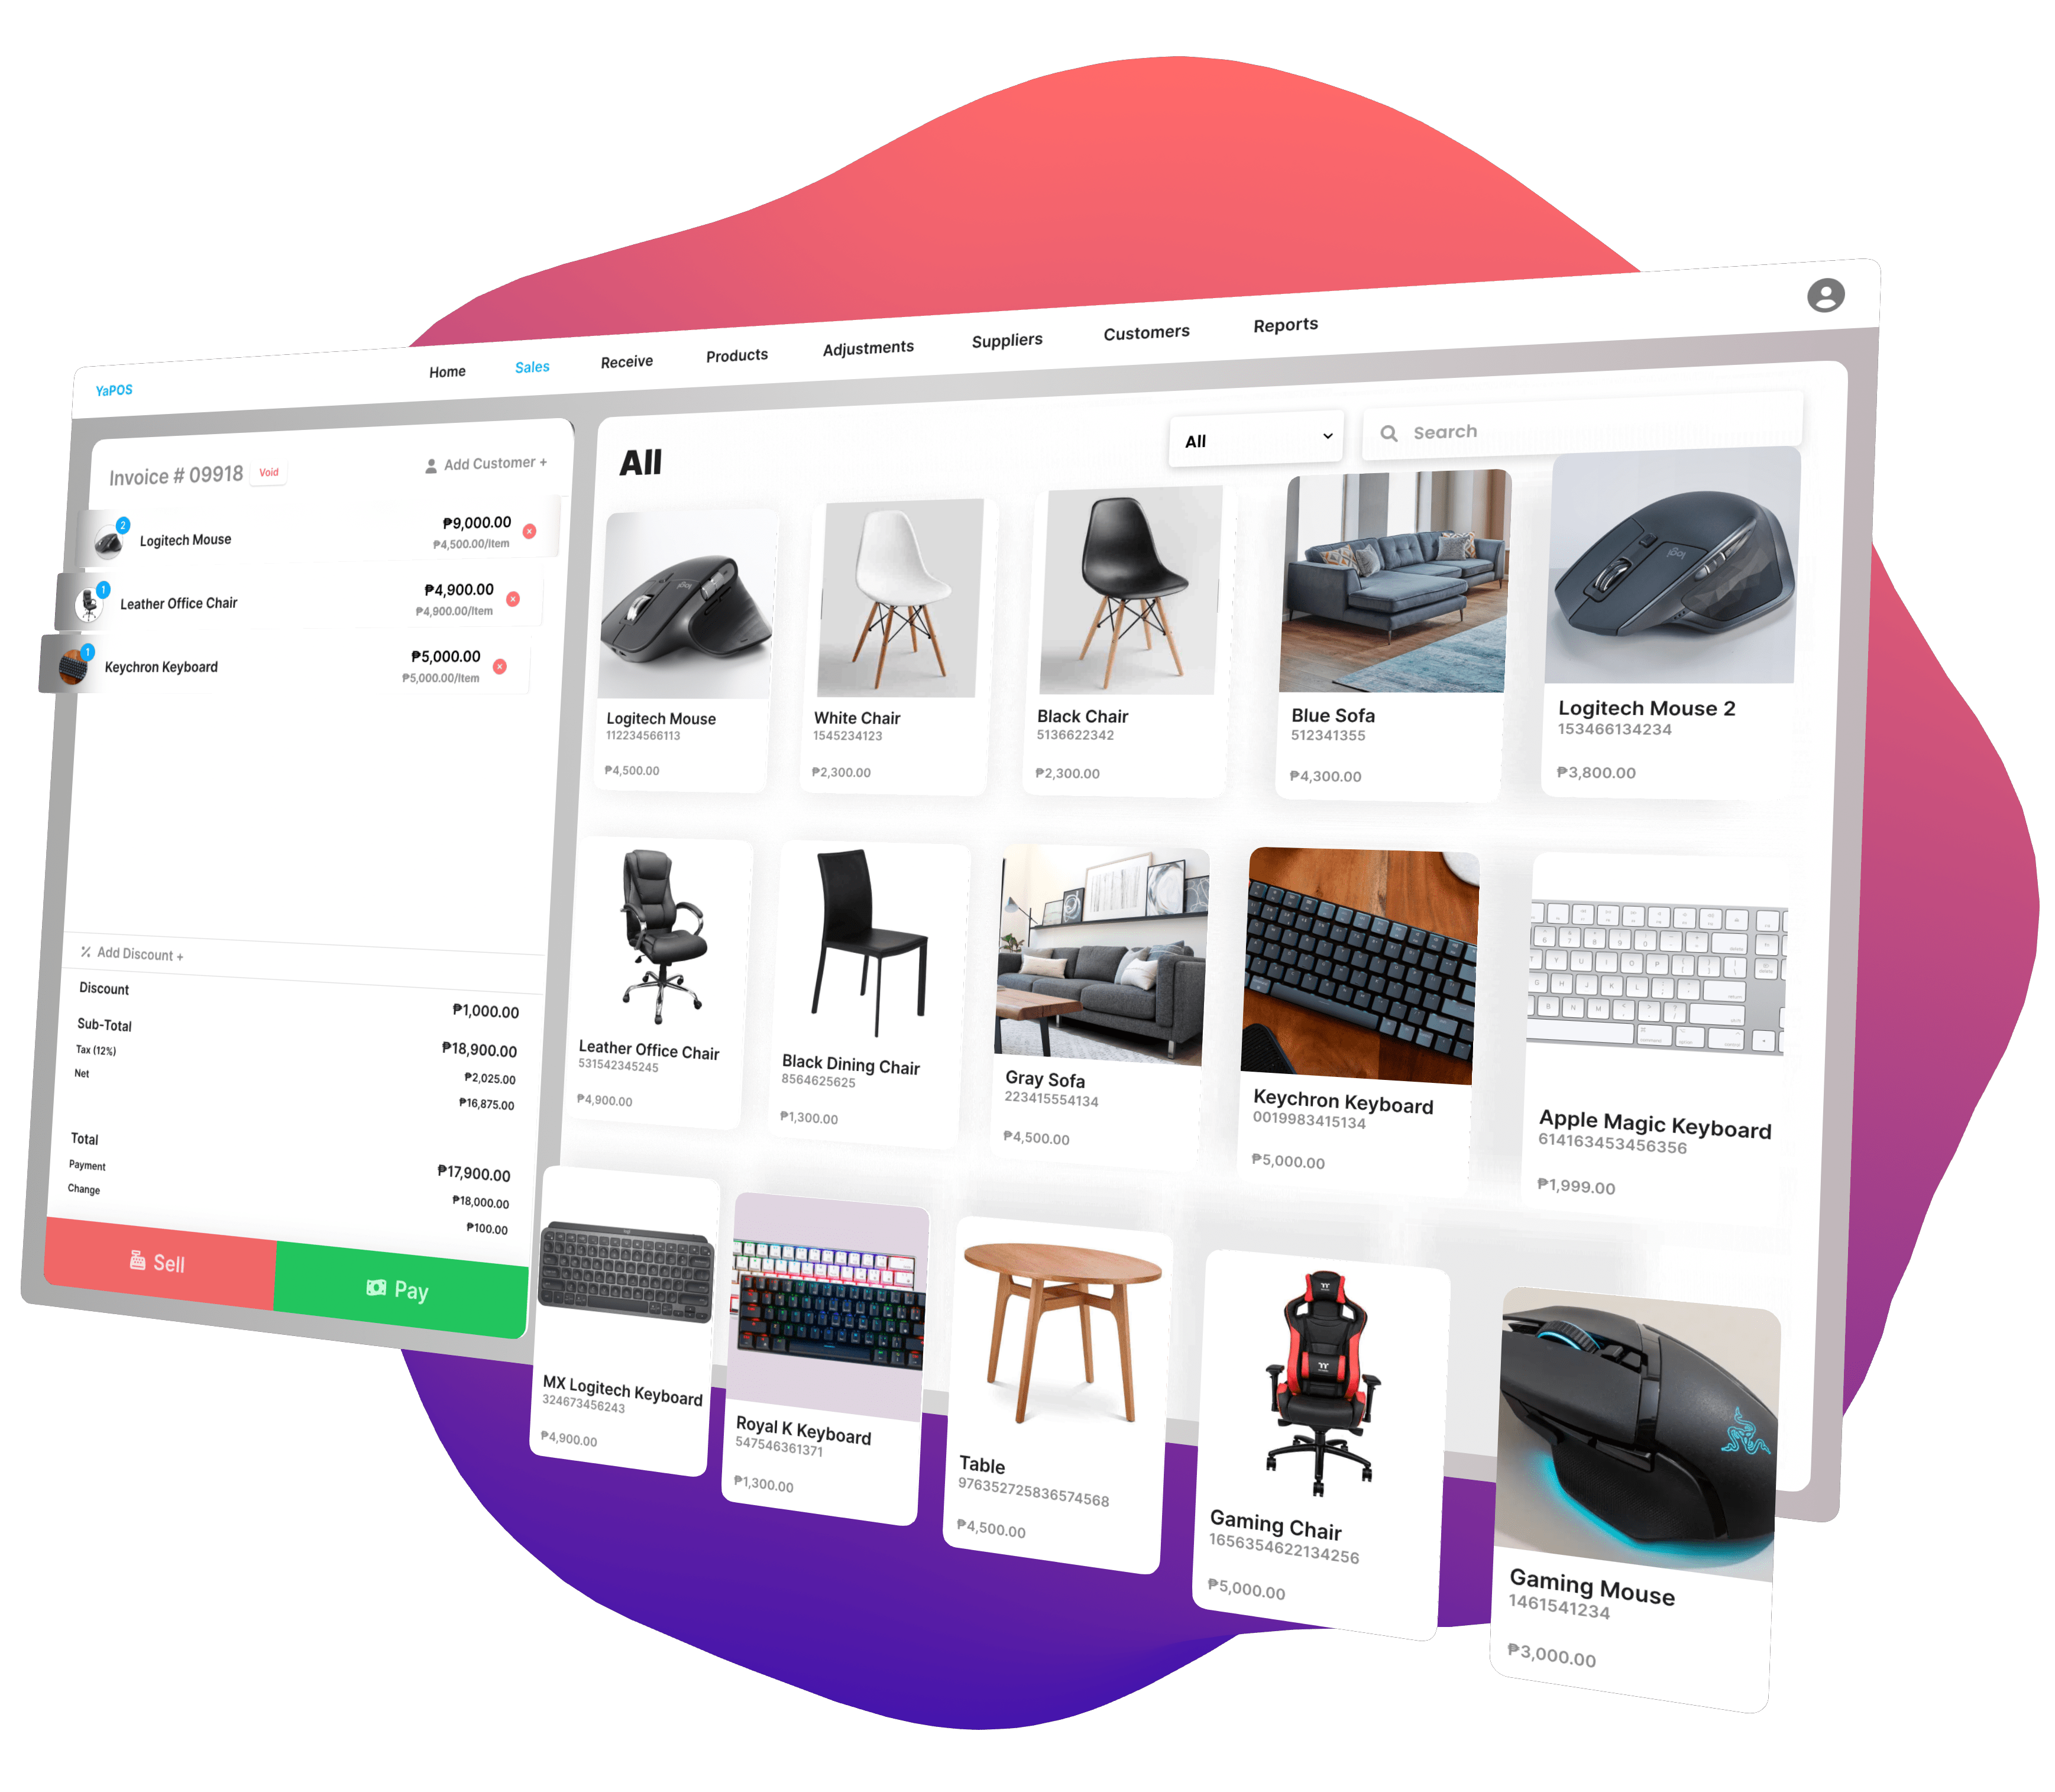 YaPOS
Home
Sales
Receive
Products
Adjustments
Suppliers
Customers
Reports
Invoice # 09918
Void
Add Customer +
2
Logitech Mouse
₱9,000.00
₱4,500.00/Item
1
Leather Office Chair
₱4,900.00
₱4,900.00/Item
1
Keychron Keyboard
₱5,000.00
₱5,000.00/Item
Add Discount +
Discount
₱1,000.00
Sub-Total
₱18,900.00
Tax (12%)
₱2,025.00
Net
₱16,875.00
Total
₱17,900.00
Payment
₱18,000.00
Change
₱100.00
Sell
Pay
All
All
Search
Logitech Mouse
112234566113
₱4,500.00
White Chair
1545234123
₱2,300.00
Black Chair
5136622342
₱2,300.00
Blue Sofa
512341355
₱4,300.00
logi
Logitech Mouse 2
153466134234
₱3,800.00
Leather Office Chair
531542345245
₱4,900.00
Black Dining Chair
8564625625
₱1,300.00
Gray Sofa
223415554134
₱4,500.00
Keychron Keyboard
0019983415134
₱5,000.00
Apple Magic Keyboard
614163453456356
₱1,999.00
MX Logitech Keyboard
324673456243
₱4,900.00
Royal K Keyboard
547546361371
₱1,300.00
Table
976352725836574568
₱4,500.00
Gaming Chair
1656354622134256
₱5,000.00
Gaming Mouse
1461541234
₱3,000.00